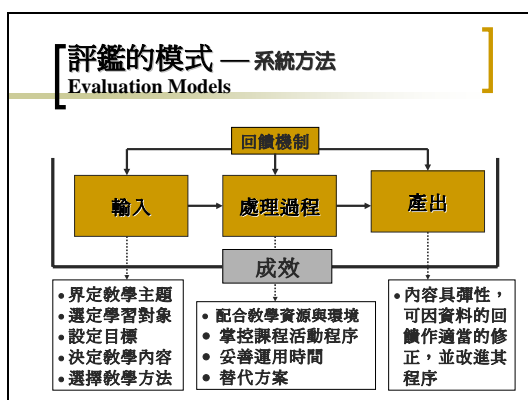 評鑑的模式 — 系統方法
Evaluation Models
回饋機制
輸入
處理過程
產出
成效
• 界定教學主題
• 選定學習對象
• 設定目標
• 決定教學內容
• 選擇教學方法
• 配合教學資源與環境
• 掌控課程活動程序
• 妥善運用時間
• 替代方案
• 內容具彈性，
可因資料的回
饋作適當的修
正，並改進其
程序